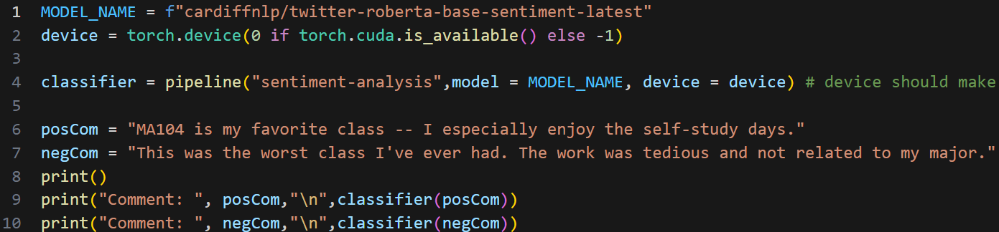 1 MODEL_NAME = f"cardiffnlp/twitter-roberta-base-sentiment-latest"
2 device = torch.device(0 if torch.cuda.is_available() else -1)
3
4 classifier = pipeline("sentiment-analysis",model = MODEL_NAME, device = device) # device should make
5
6 posCom = "MA104 is my favorite class -- I especially enjoy the self-study days."
7 negCom = "This was the worst class I've ever had. The work was tedious and not related to my major."
8 print()
9 print("Comment: ", posCom,"\n",classifier(posCom))
10 print("Comment: ", negCom,"\n",classifier(negCom))